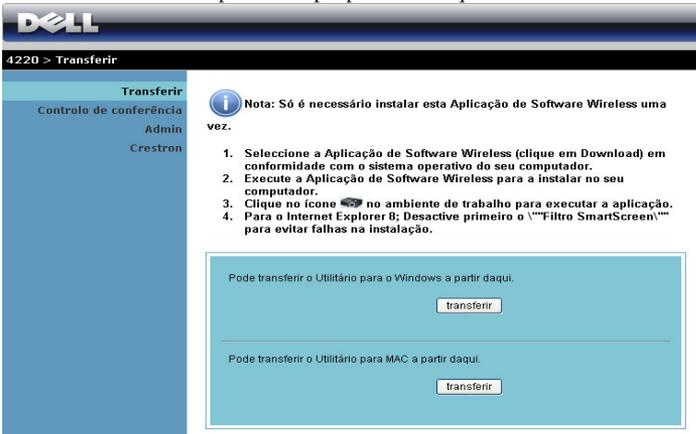 DELL
4220 > Transferir
Transferir
Controlo de conferência
Admin
Crestron
Nota: Só é necessário instalar esta Aplicação de Software Wireless uma
vez.
1. Seleccione a Aplicação de Software Wireless (clique em Download) em
conformidade com o sistema operativo do seu computador.
2. Execute a Aplicação de Software Wireless para a instalar no seu
computador.
3. Clique no ícone no ambiente de trabalho para executar a aplicação.
4. Para o Internet Explorer 8; Desactive primeiro o \""Filtro SmartScreen\""
para evitar falhas na instalação.
Pode transferir o Utilitário para o Windows a partir daqui.
transferir
Pode transferir o Utilitário para MAC a partir daqui.
transferir